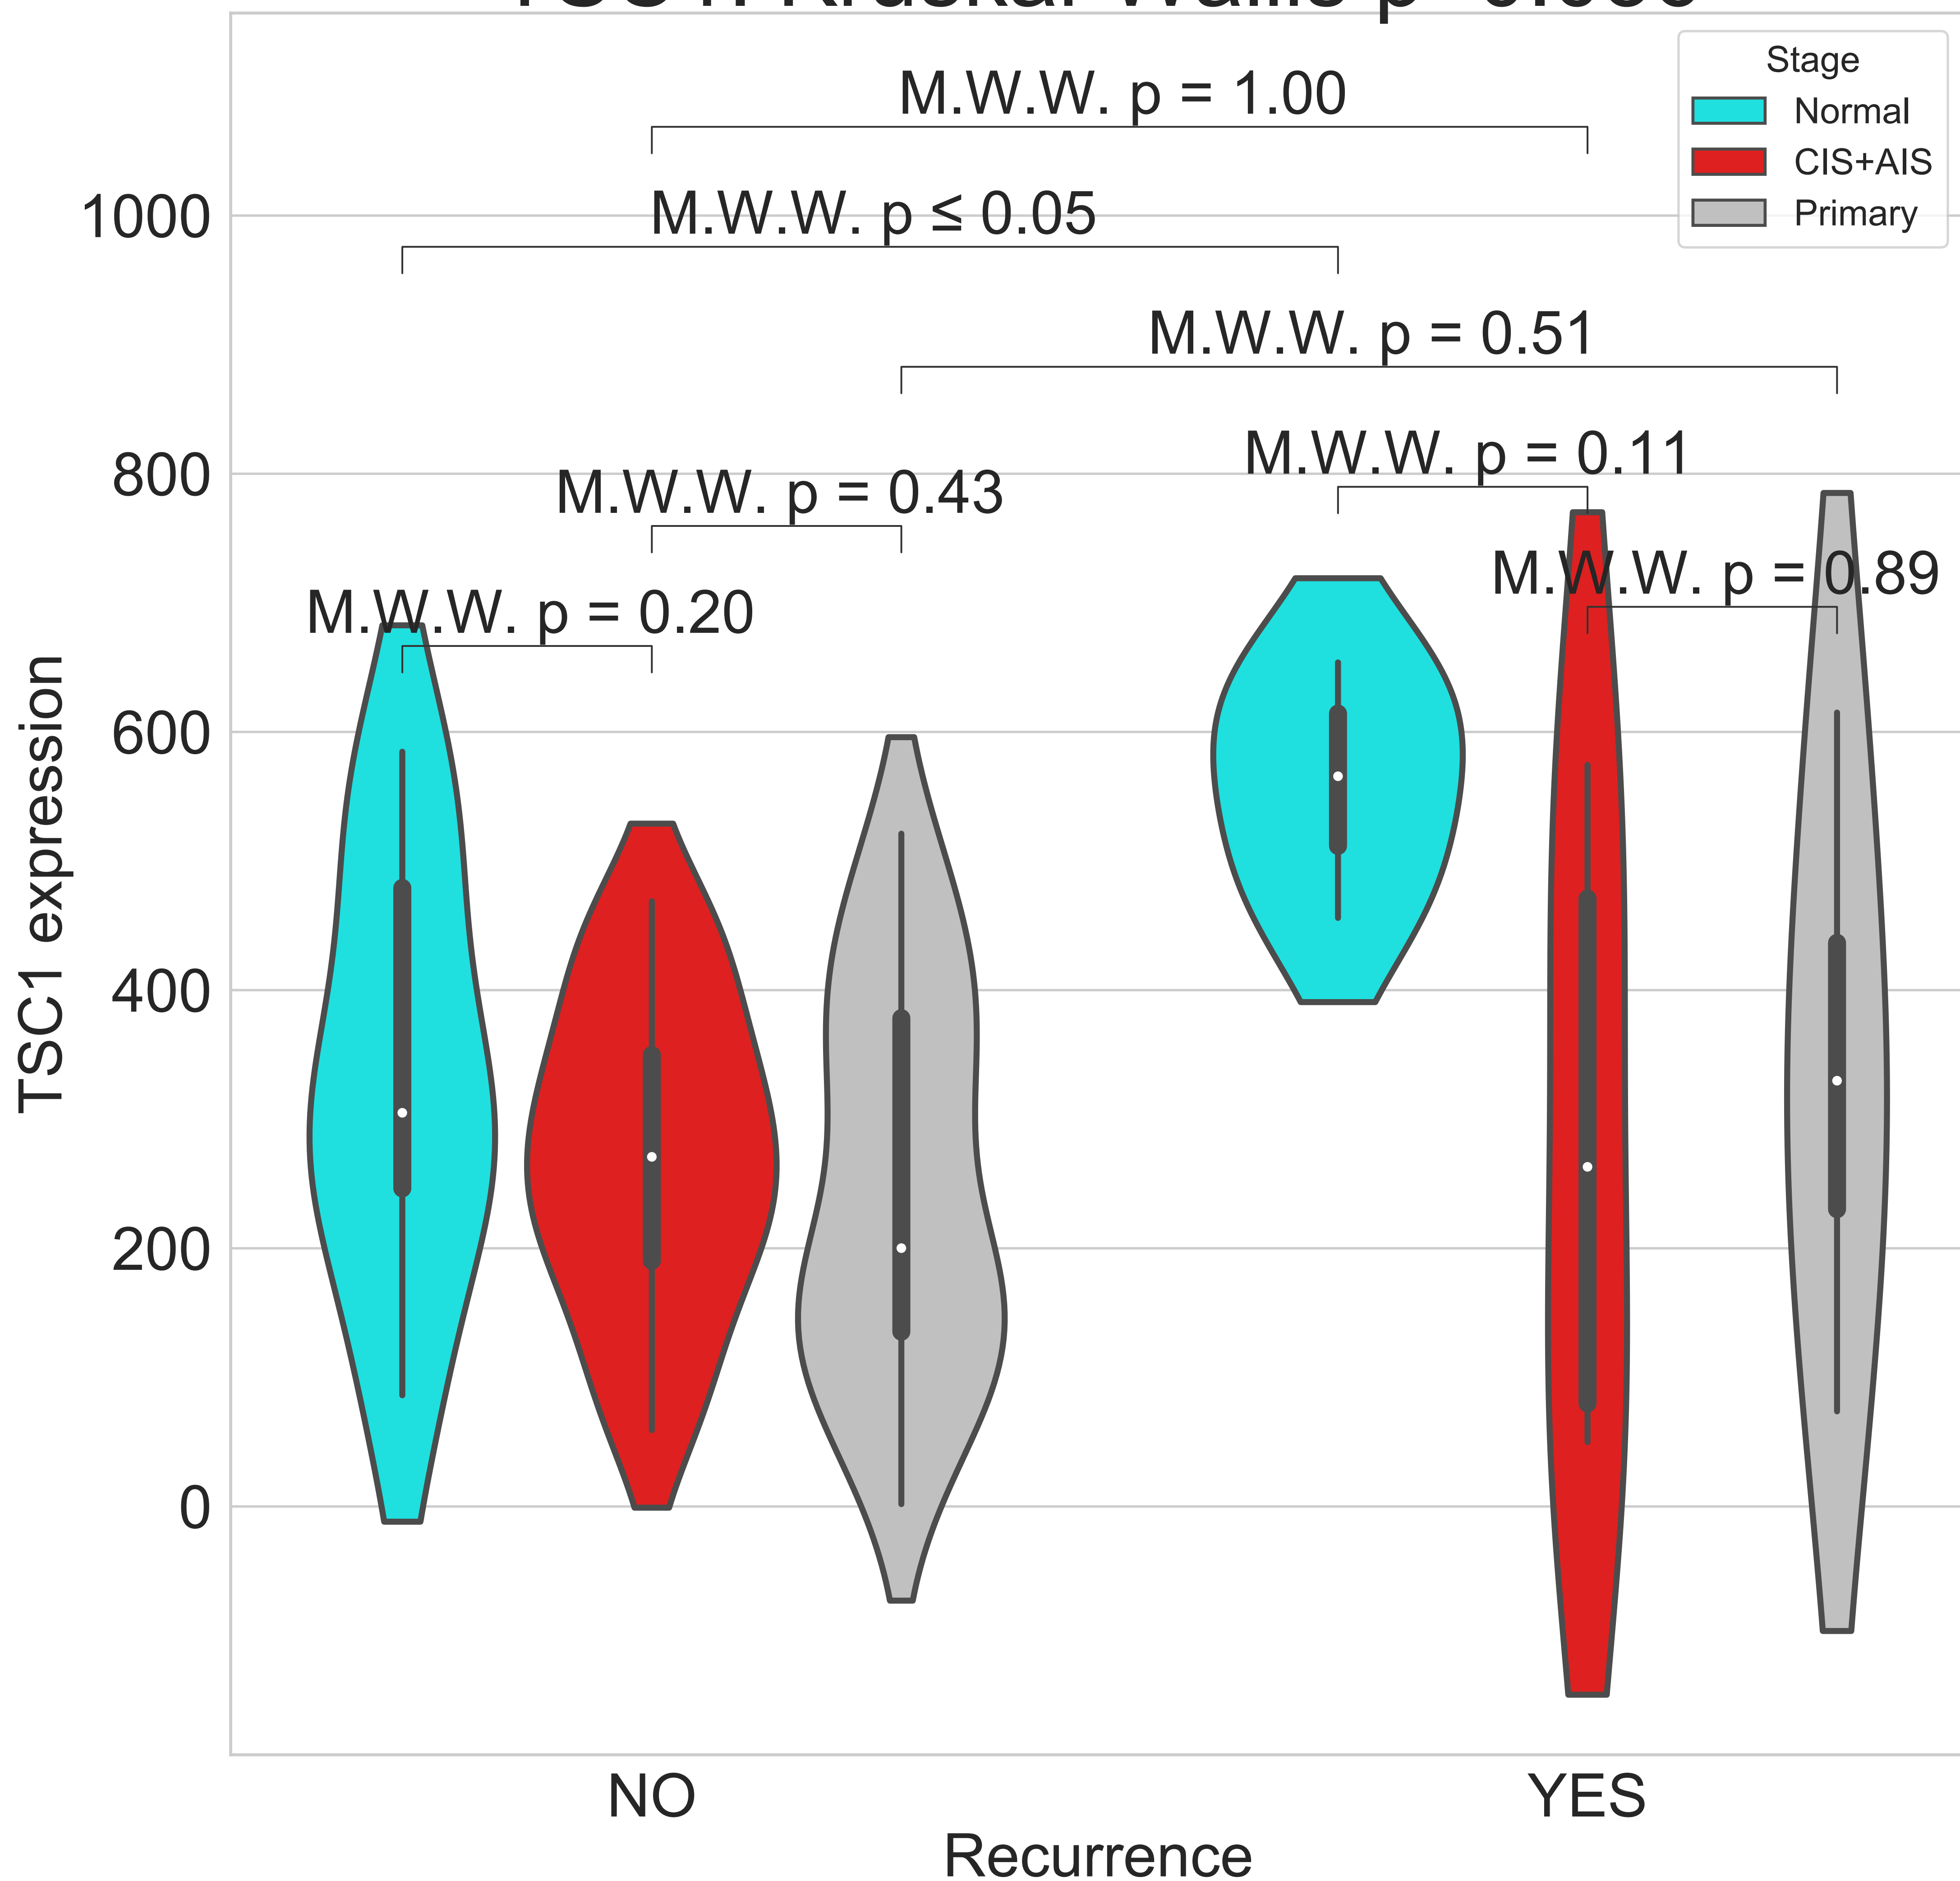 M.W.W. p = 1.00
Stage
Normal
CIS+AIS
Primary
1000
M.W.W. p ≤ 0.05
M.W.W. p = 0.51
800
M.W.W. p = 0.11
M.W.W. p = 0.43
M.W.W. p = 0.89
M.W.W. p = 0.20
600
TSC1 expression
400
200
0
NO
YES
Recurrence